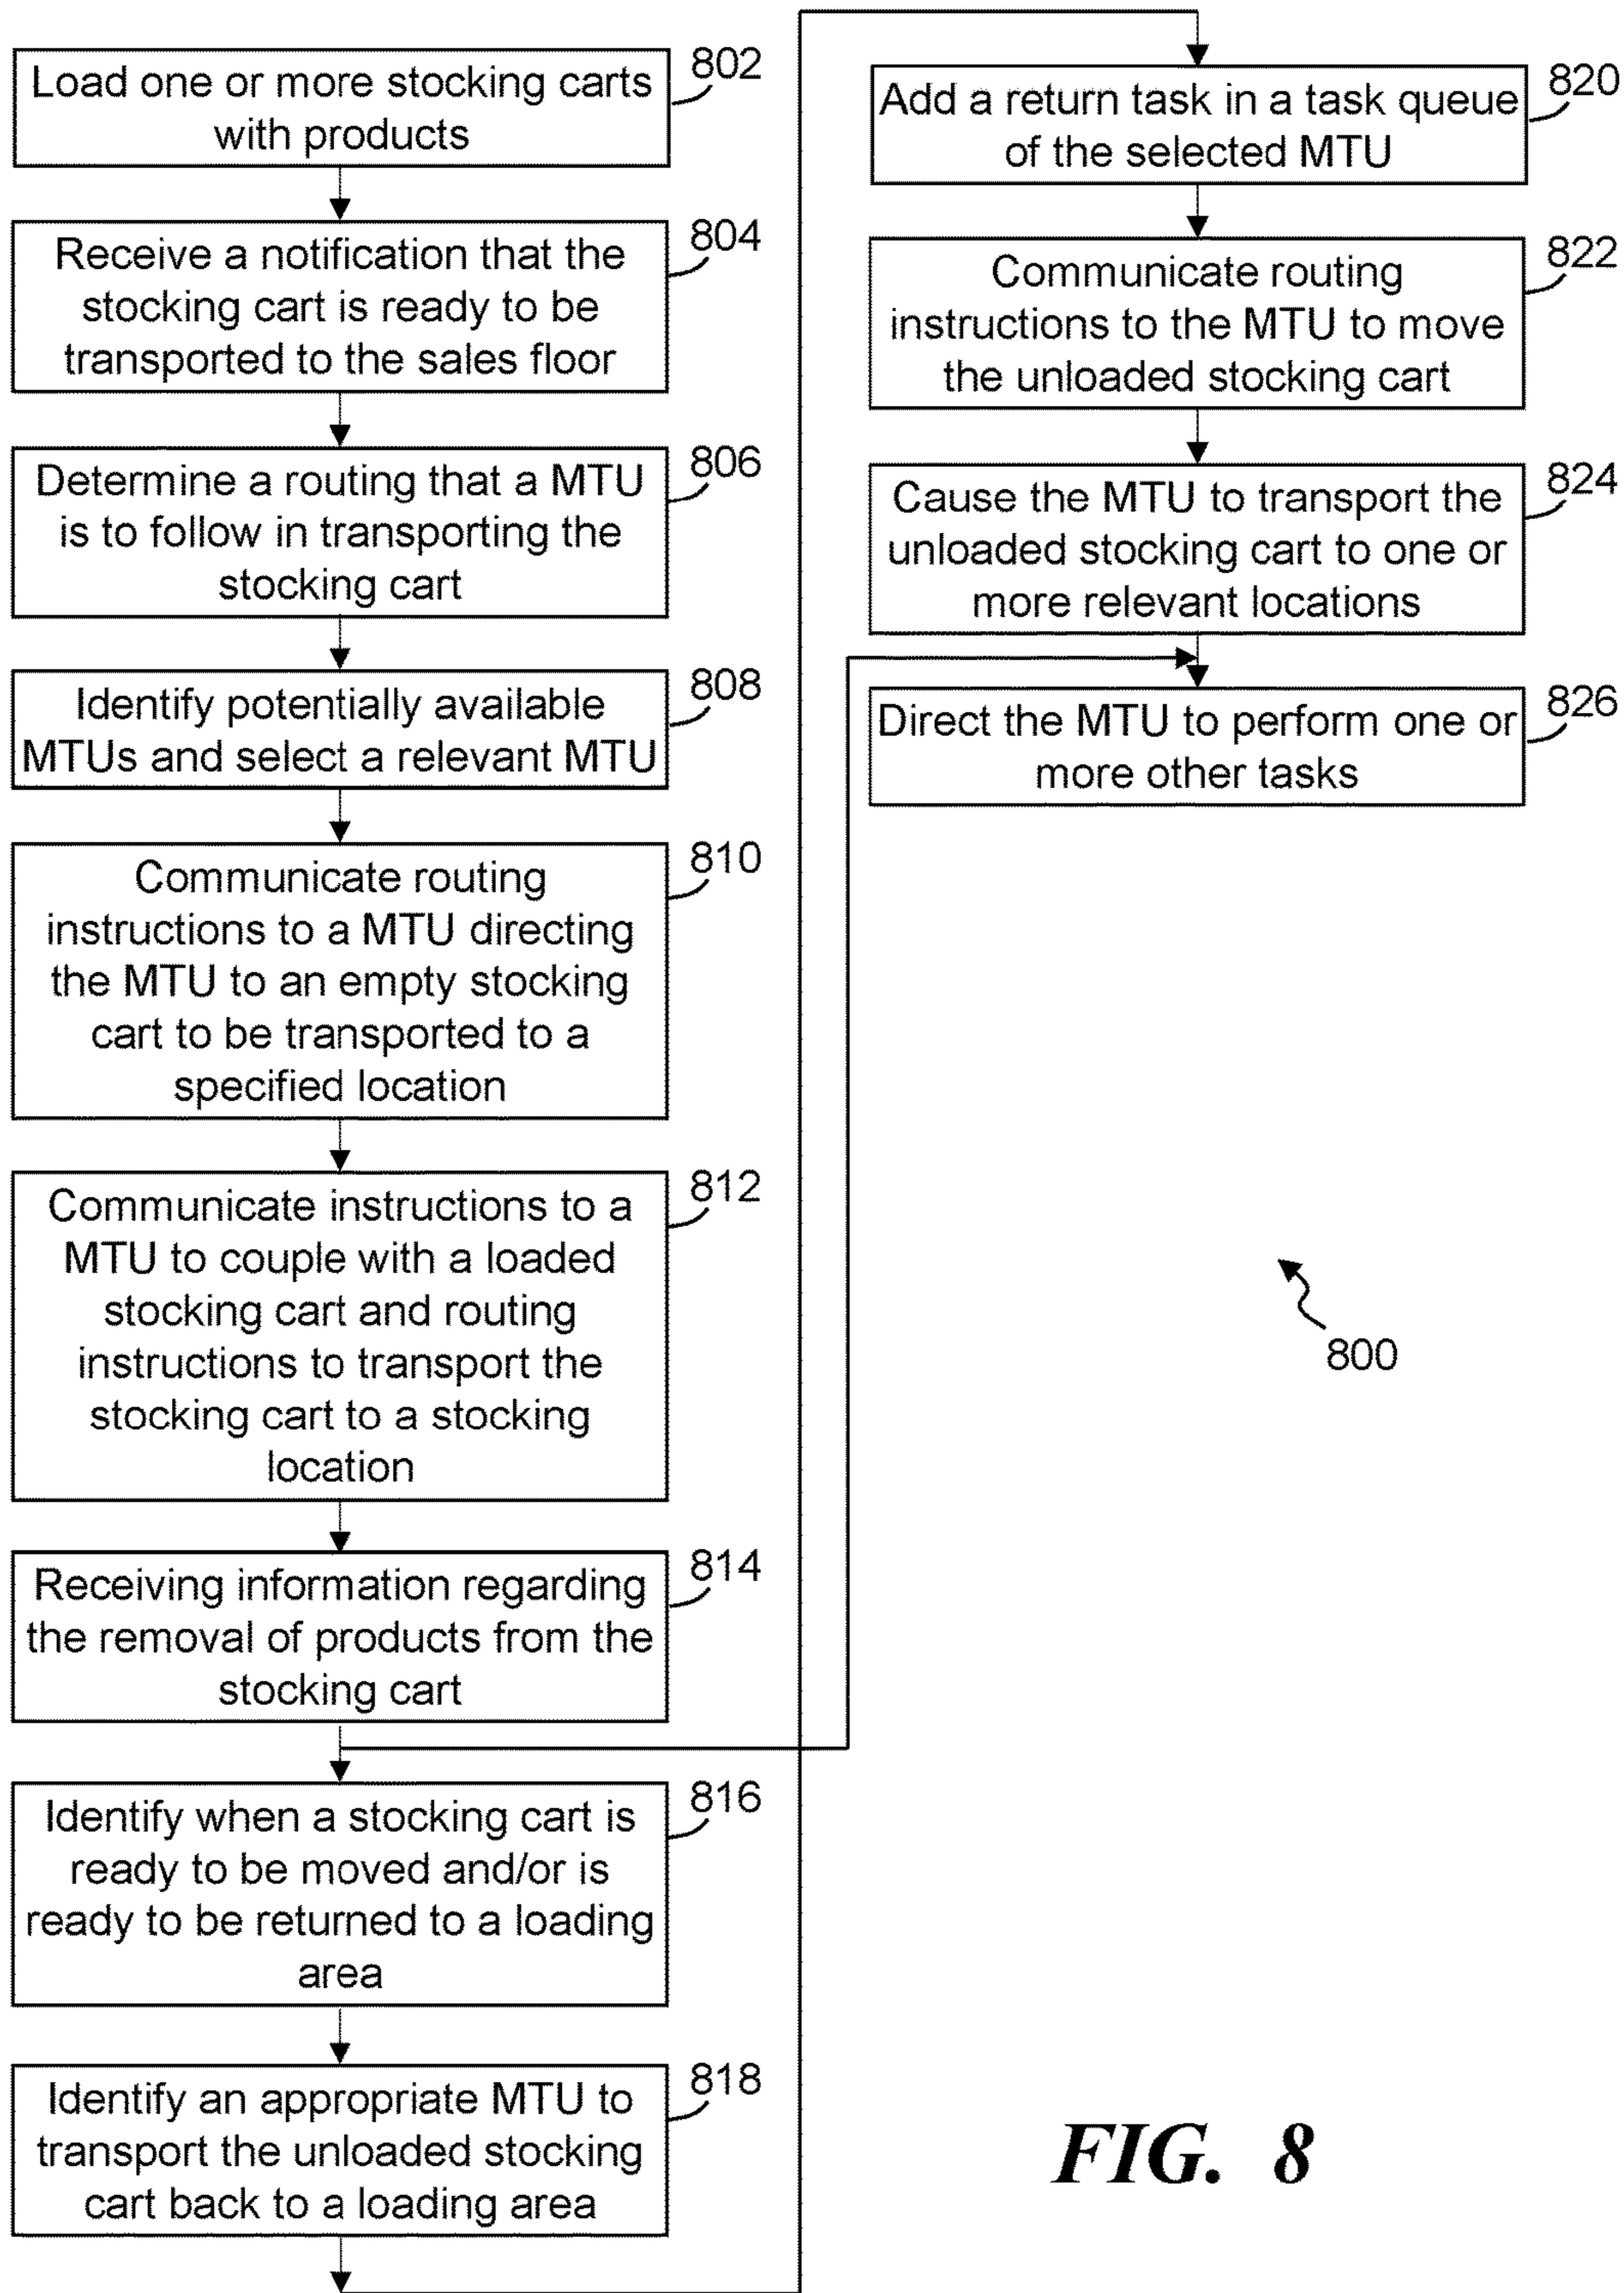 Load one or more stocking carts
with products
802
Receive a notification that the
stocking cart is ready to be
transported to the sales floor
804
Determine a routing that a MTU
is to follow in transporting the
stocking cart
806
Identify potentially available
MTUs and select a relevant MTU
808
Communicate routing
instructions to a MTU directing
the MTU to an empty stocking
cart to be transported to a
specified location
810
Communicate instructions to a
MTU to couple with a loaded
stocking cart and routing
instructions to transport the
stocking cart to a stocking
location
812
Receiving information regarding
the removal of products from the
stocking cart
814
Identify when a stocking cart is
ready to be moved and/or is
ready to be returned to a loading
area
816
Identify an appropriate MTU to
transport the unloaded stocking
cart back to a loading area
818
Add a return task in a task queue
of the selected MTU
820
Communicate routing
instructions to the MTU to move
the unloaded stocking cart
822
Cause the MTU to transport the
unloaded stocking cart to one or
more relevant locations
824
Direct the MTU to perform one or
more other tasks
826
800
FIG. 8